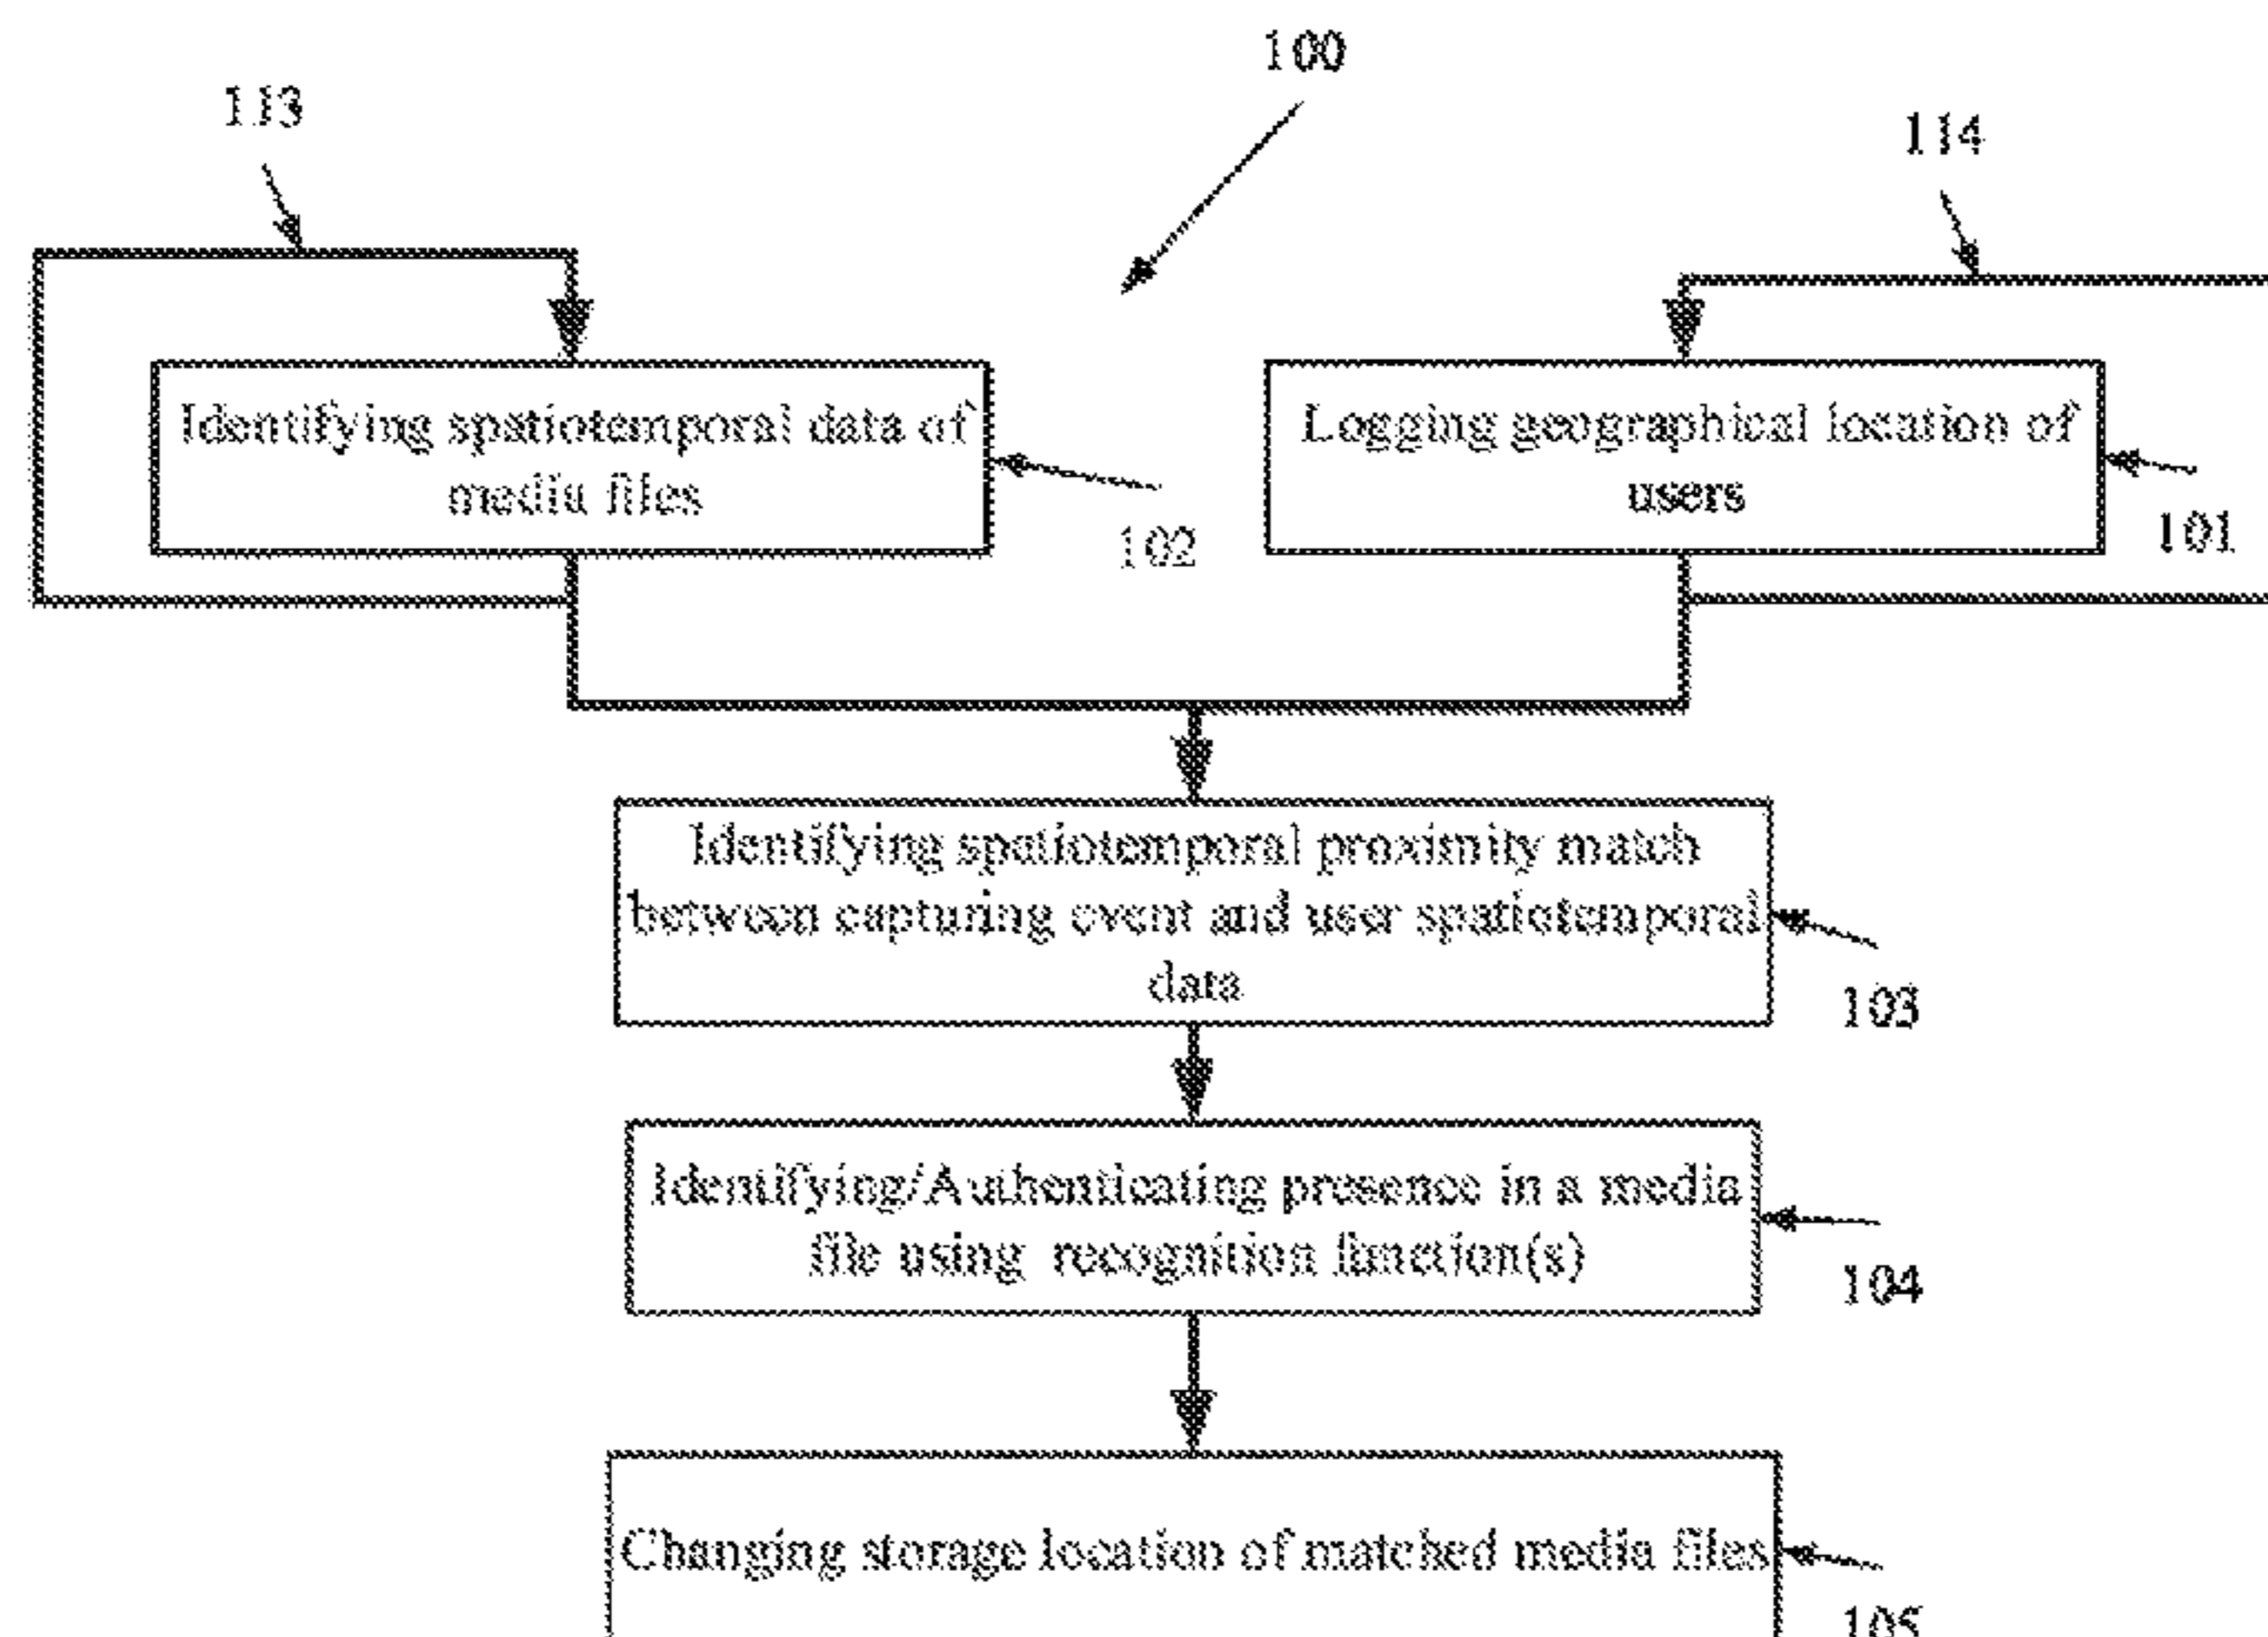 100
113
114
Identifying spatiotemporal data of
media files
102
Logging geographical location of
users
101
Identifying spatiotemporal proximity match
between capturing event and user spatiotemporal
data
103
Identifying/Authenticating presence in a media
file using recognition function(s)
104
Changing storage location of matched media files
105